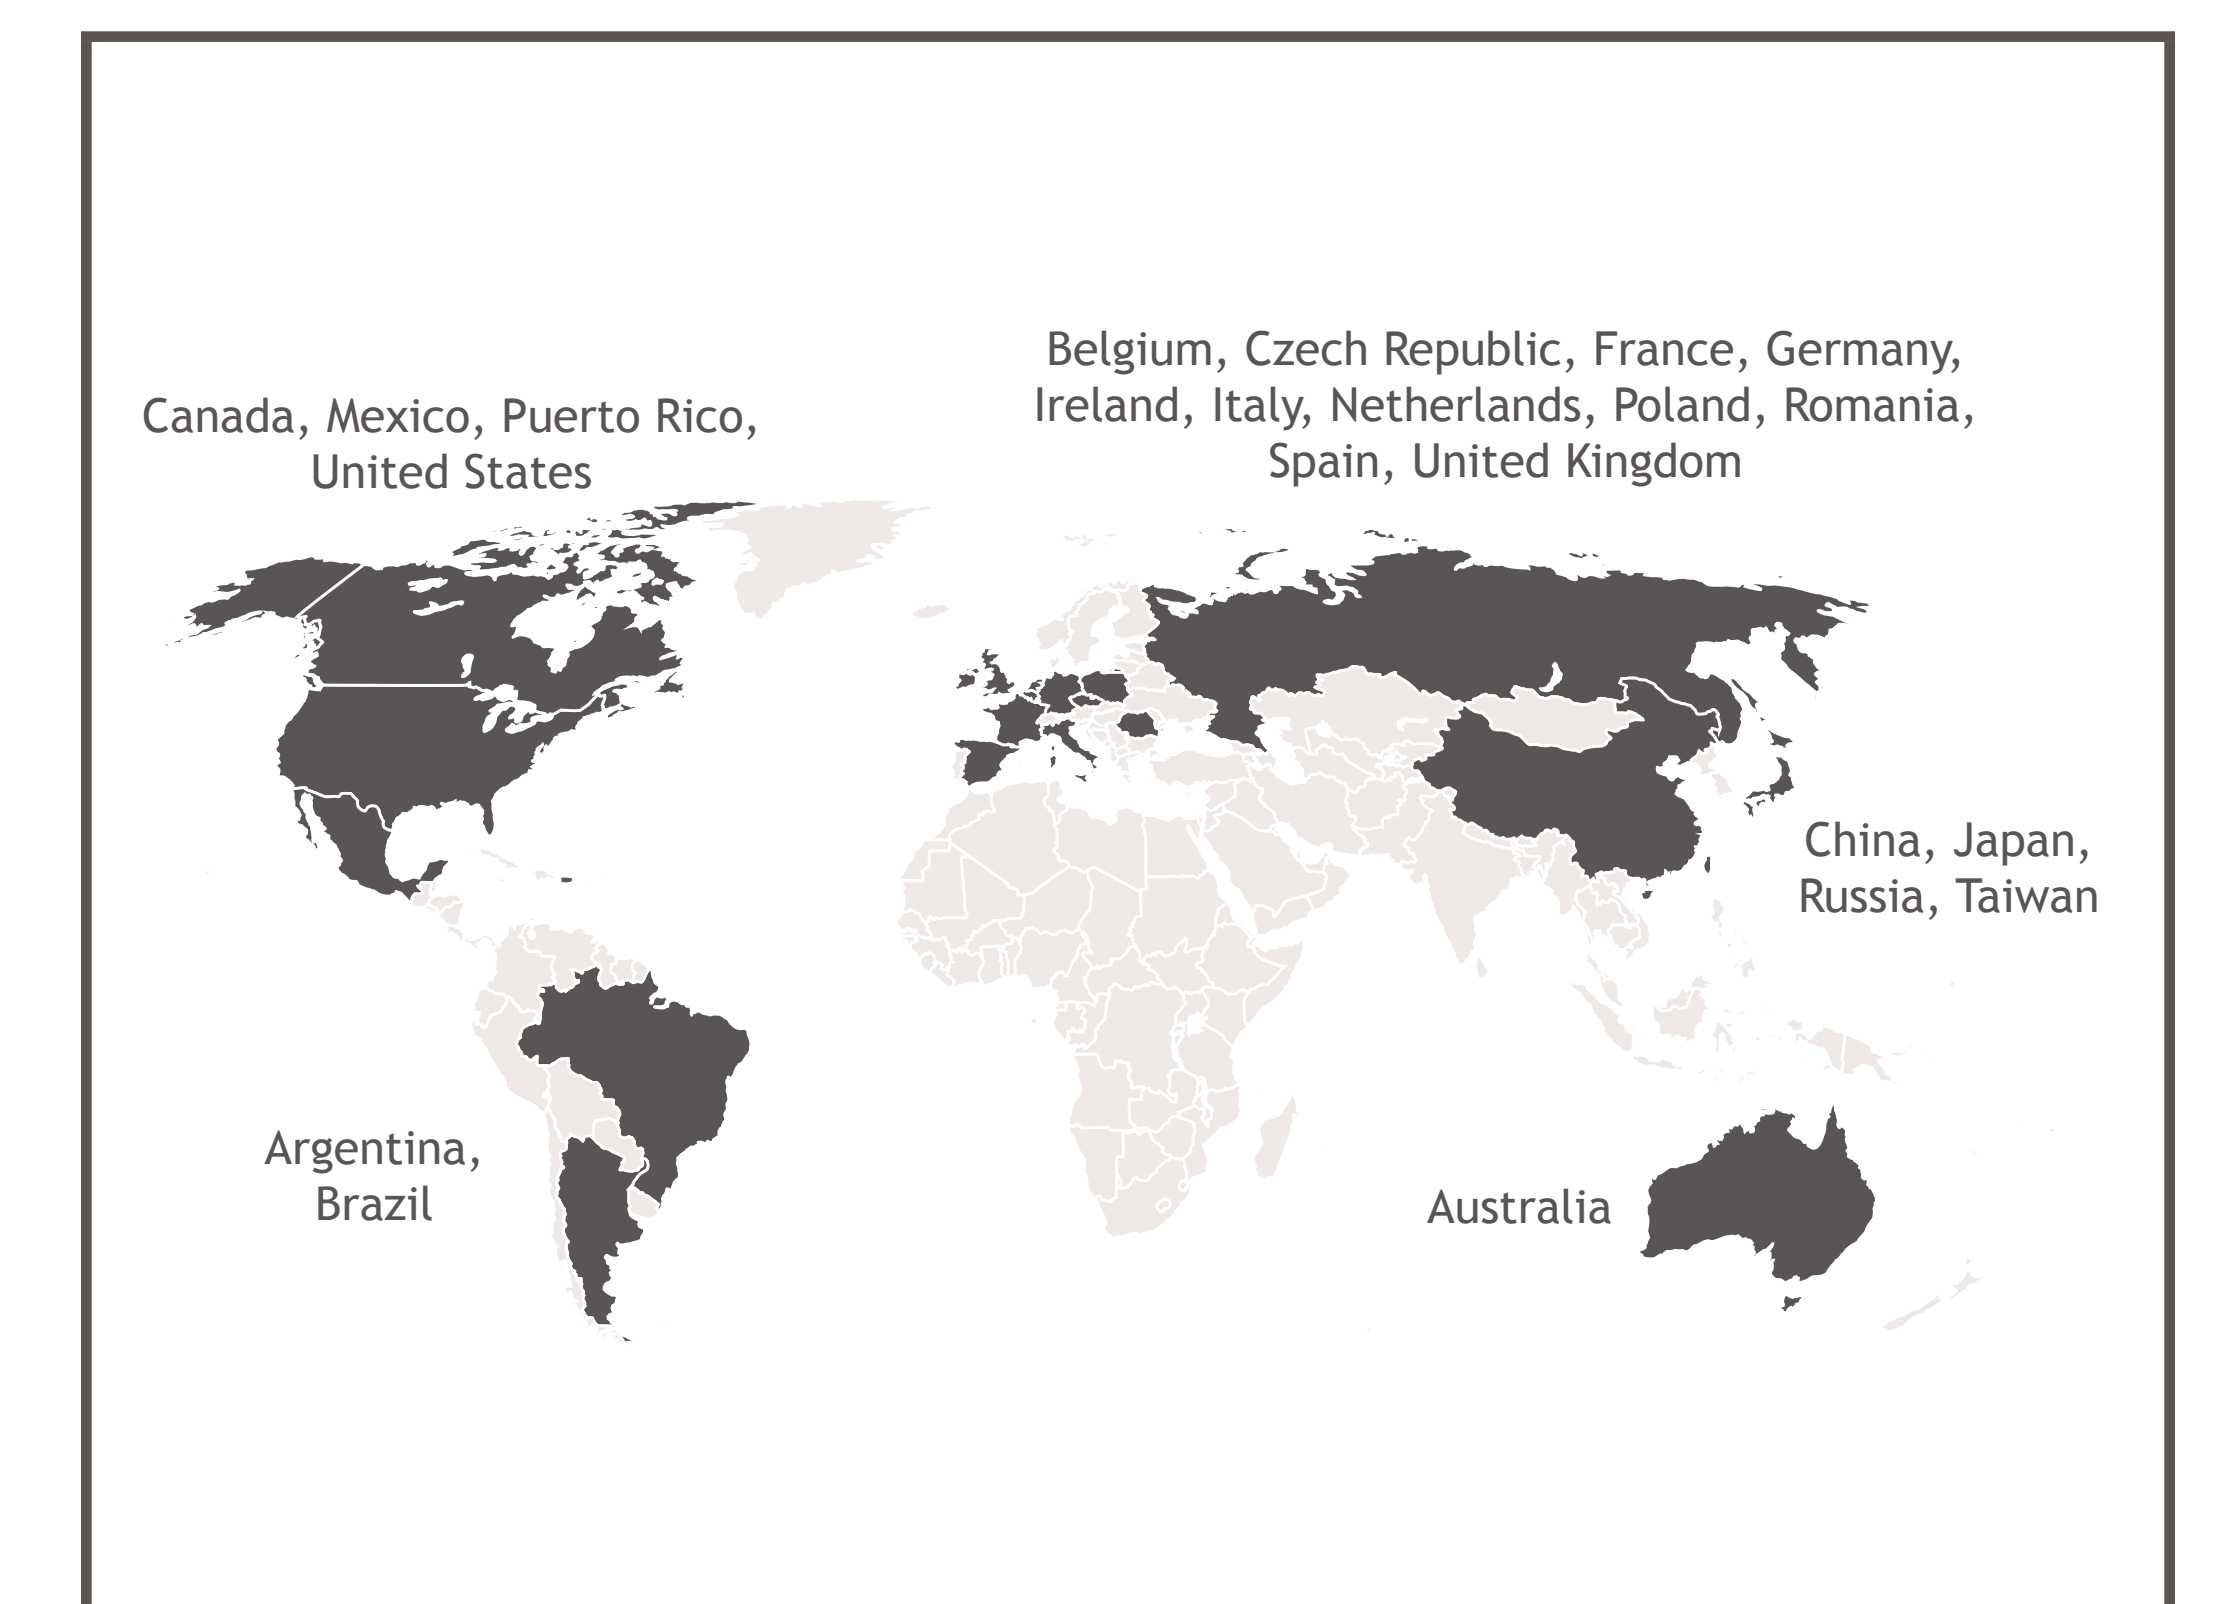 Belgium, Czech Republic, France, Germany,
Ireland, Italy, Netherlands, Poland, Romania,
Spain, United Kingdom
Canada, Mexico, Puerto Rico,
United States
China, Japan,
Russia, Taiwan
Argentina,
Brazil
Australia